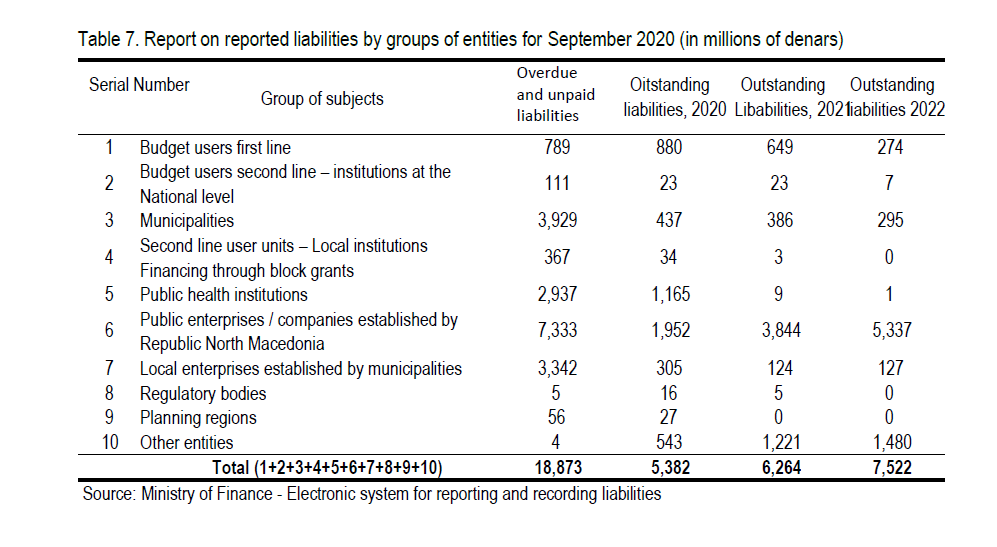 Table 7. Report on reported liabilities by groups of entities for September 2020 (in millions of denars)
Serial Number Group of subjects Overdue and unpaid liabilities Oitstanding liabilities, 2020 Outstanding Libabilities, 2021 Outstanding liabilities 2022
1 Budget users first line 789 880 649 274
2 Budget users second line – institutions at the National level 111 23 23 7
3 Municipalities 3,929 437 386 295
4 Second line user units – Local institutions Financing through block grants 367 34 3 0
5 Public health institutions 2,937 1,165 9 1
6 Public enterprises / companies established by Republic North Macedonia 7,333 1,952 3,844 5,337
7 Local enterprises established by municipalities 3,342 305 124 127
8 Regulatory bodies 5 16 5 0
9 Planning regions 56 27 0 0
10 Other entities 4 543 1,221 1,480
Total (1+2+3+4+5+6+7+8+9+10) 18,873 5,382 6,264 7,522
Source: Ministry of Finance - Electronic system for reporting and recording liabilities